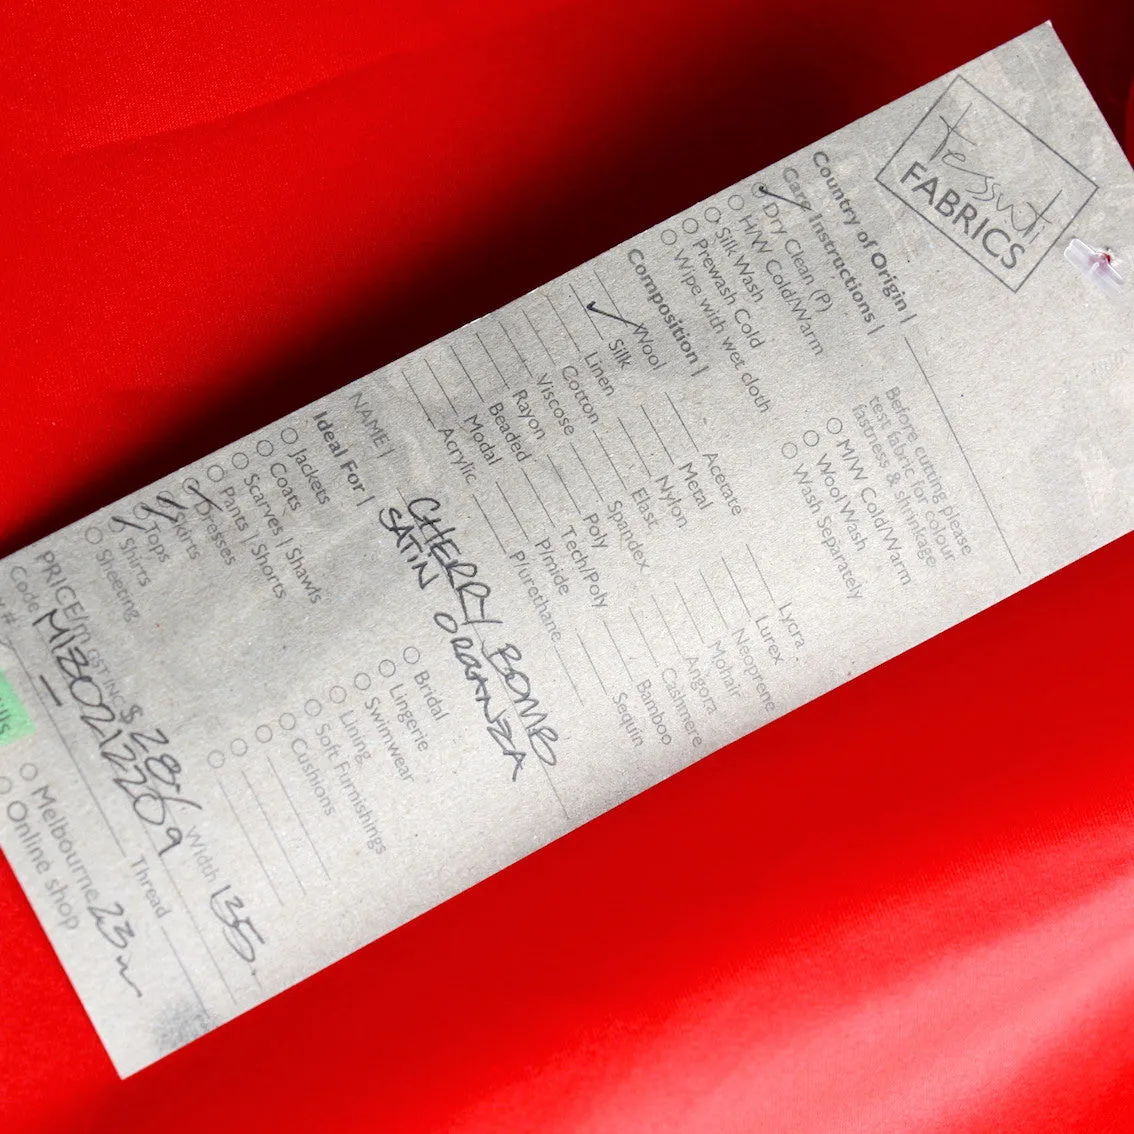 tessuti
FABRICS
Country of Origin |
Care Instructions |
Dry Clean (P)
H/W Cold/Warm
Silk Wash
Prewash Cold
Wipe with wet cloth
Before cutting please
test fabric for colour
fastness & shrinkage
M/W Cold/Warm
Wool Wash
Wash Separately
Composition |
Wool
Silk
Linen
Cotton
Viscose
Rayon
Beaded
Modal
Acrylic
Acetate
Metal
Nylon
Elast
Spandex
Poly
Tech/Poly
P/mide
P/urethane
Lycra
Lurex
Neoprene
Mohair
Angora
Cashmere
Bamboo
Sequin
NAME | CHERRY BOMB
SATIN ORGANZA
Ideal For |
Jackets
Coats
Scarves | Shawls
Pants | Shorts
Dresses
Skirts
Tops
Shirts
Sheeting
Bridal
Lingerie
Swimwear
Lining
Soft Furnishings
Cushions
PRICE/m GST INC $ Width 135
Code Thread
Melbourne 23m
Online shop